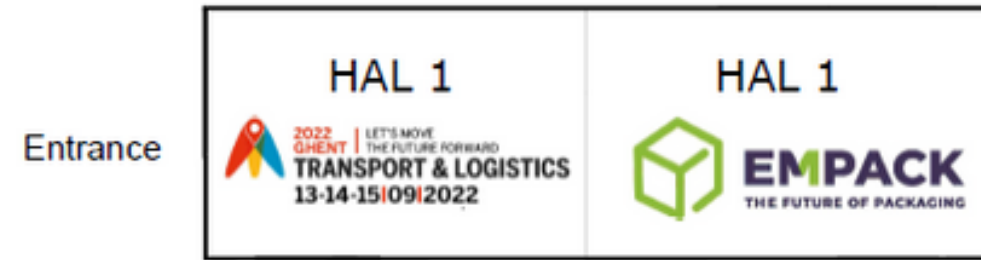 Entrance
HAL 1
2022 GHENT
LET'S MOVE THE FUTURE FORWARD
TRANSPORT & LOGISTICS
13-14-15|09|2022
HAL 1
EMPACK
THE FUTURE OF PACKAGING